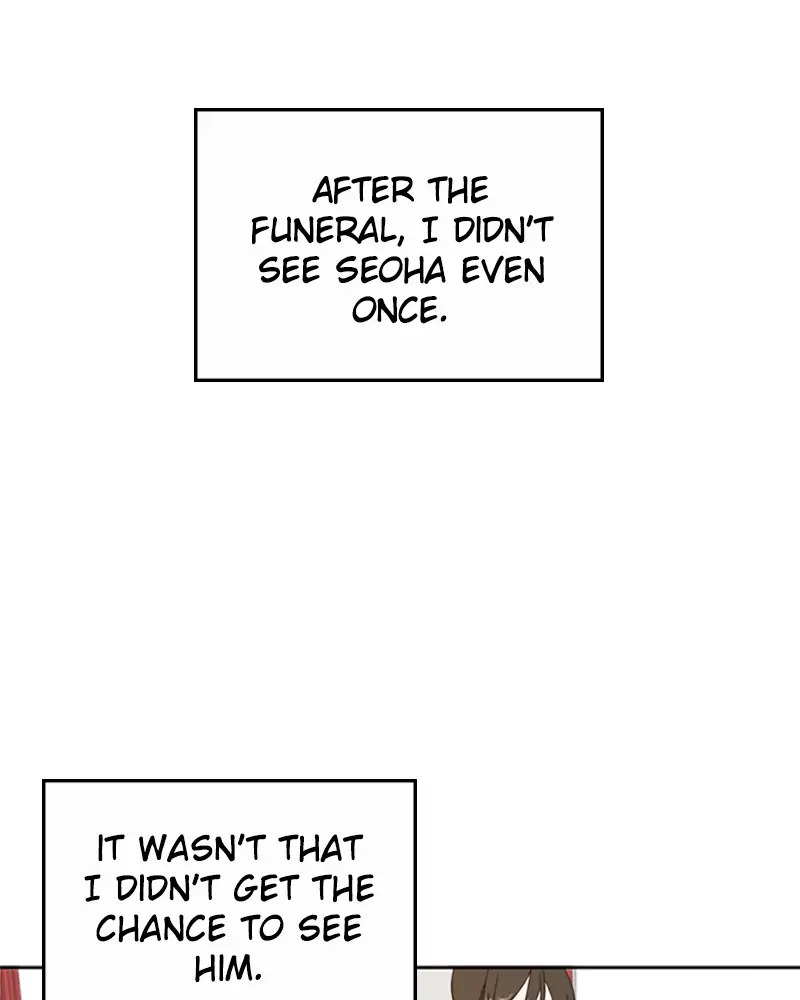 AFTER THE
FUNERAL, I DIDN'T
SEE SEOHA EVEN
ONCE.
IT WASN'T THAT
I DIDN'T GET THE
CHANCE TO SEE
HIM.